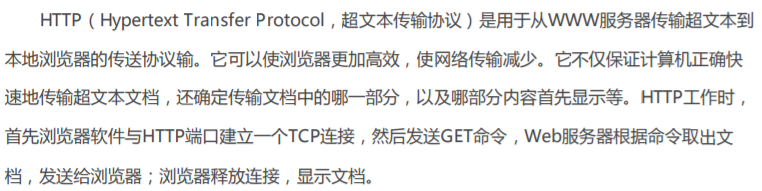 HTTP（Hypertext Transfer Protocol，超文本传输协议）是用于从WWW服务器传输超文本到
本地浏览器的传送协议输。它可以使浏览器更加高效，使网络传输减少。它不仅保证计算机正确快
速地传输超文本文档，还确定传输文档中的哪一部分，以及哪部分内容首先显示等。HTTP工作时，
首先浏览器软件与HTTP端口建立一个TCP连接，然后发送GET命令，Web服务器根据命令取出文
档，发送给浏览器；浏览器释放连接，显示文档。